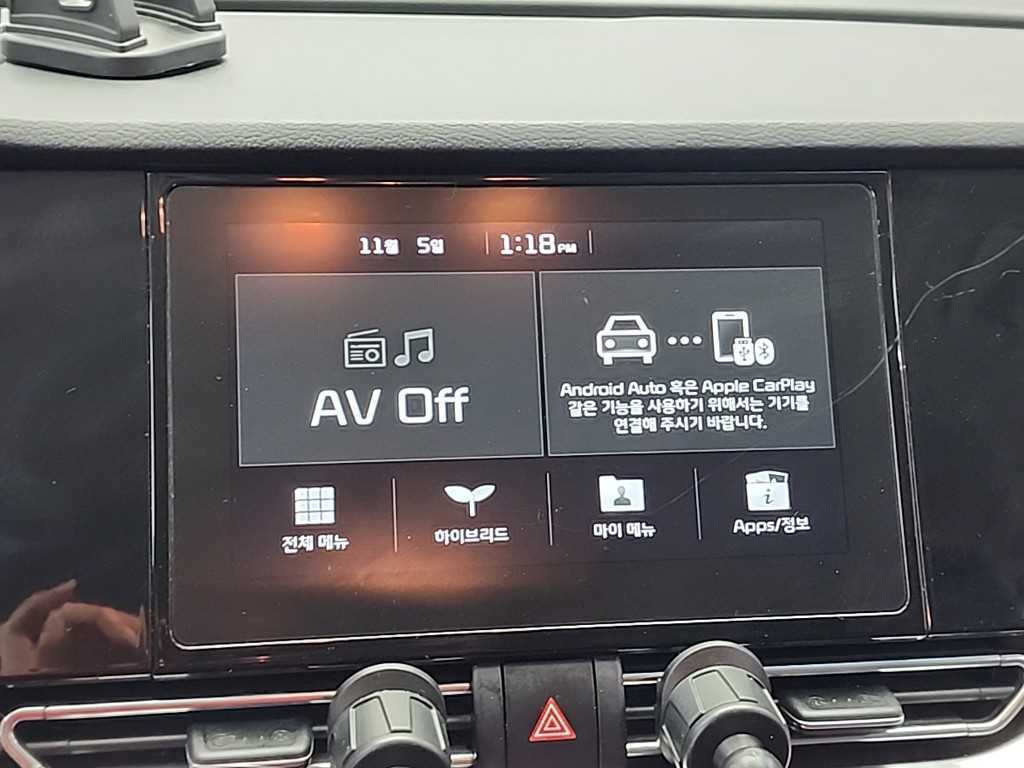 11월 5일 1:18 PM
AV Off
Android Auto 혹은 Apple CarPlay
같은 기능을 사용하기 위해서는 기기를
연결해 주시기 바랍니다.
전체 메뉴
하이브리드
마이 메뉴
Apps/정보